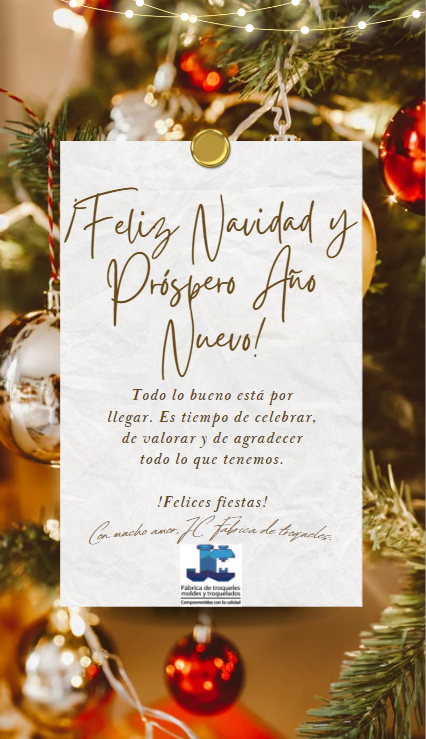 ¡Feliz Navidad y
Próspero Año
Nuevo!
Todo lo bueno está por
llegar. Es tiempo de celebrar,
de valorar y de agradecer
todo lo que tenemos.
!Felices fiestas!
Con mucho amor, JC Fábrica de troqueles.
JC
Fábrica de troqueles
moldes y troquelados
Comprometidos con la calidad